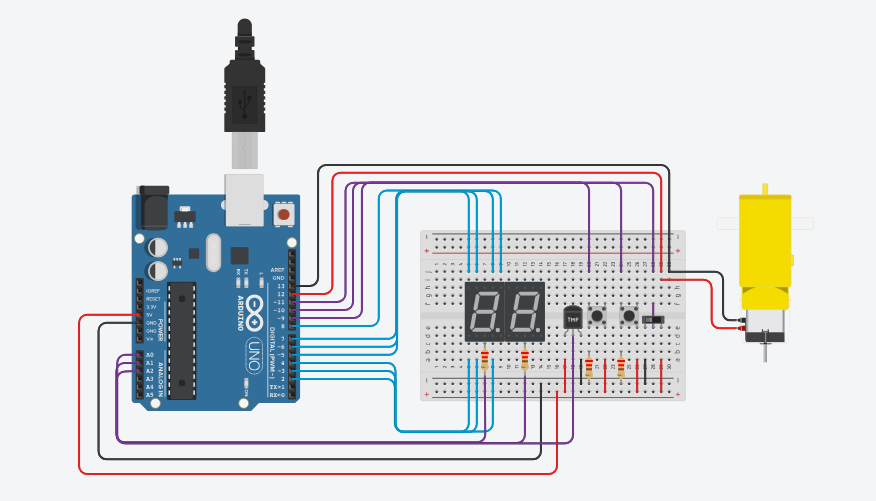 AREF
GND
13
12
~11
~10
~9
8
7
~6
~5
4
~3
2
TX→1
RX←0
DIGITAL (PWM~)
TX
RX
L
ON
ARDUINO
UNO
IOREF
RESET
3.3V
5V
GND
GND
Vin
POWER
A0
A1
A2
A3
A4
A5
ANALOG IN
TMP